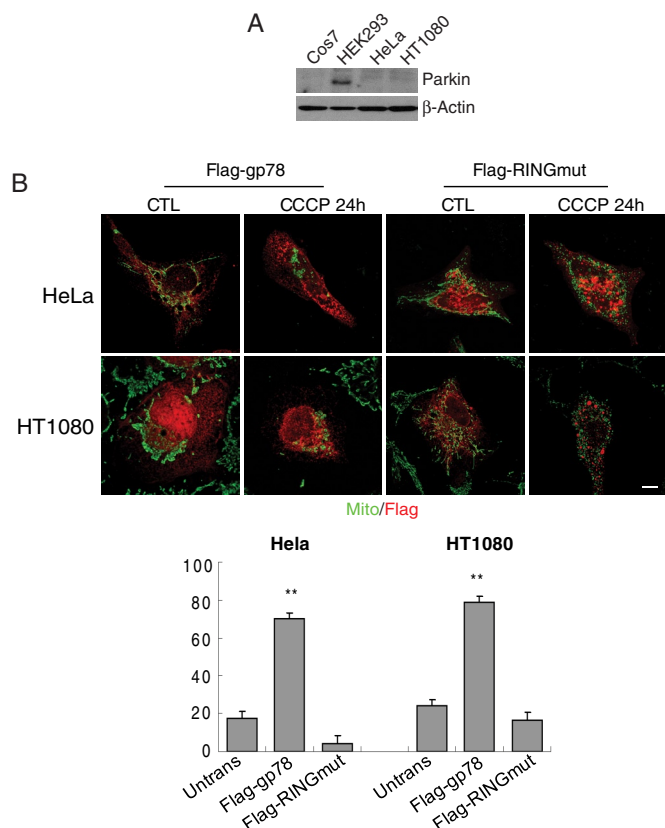 A
Cos7 HEK293 HeLa HT1080
Parkin
β-Actin
B
Flag-gp78 Flag-RINGmut
CTL CCCP 24h CTL CCCP 24h
HeLa
HT1080
Mito/Flag
Hela HT1080
100
80
60
40
20
0
** **
Untrans Flag-gp78 Flag-RINGmut Untrans Flag-gp78 Flag-RINGmut